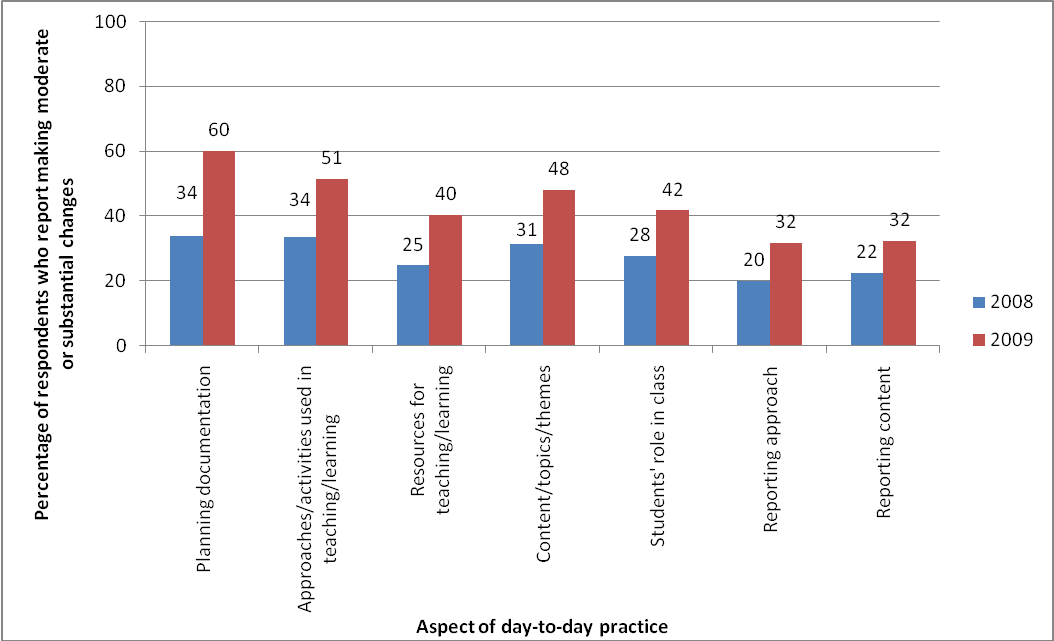 Percentage of respondents who report making moderate
or substantial changes
100
80
60
40
20
0
34
60
34
51
25
40
31
48
28
42
20
32
22
32
2008
2009
Planning documentation
Approaches/activities used in
teaching/learning
Resources for
teaching/learning
Content/topics/themes
Students' role in class
Reporting approach
Reporting content
Aspect of day-to-day practice